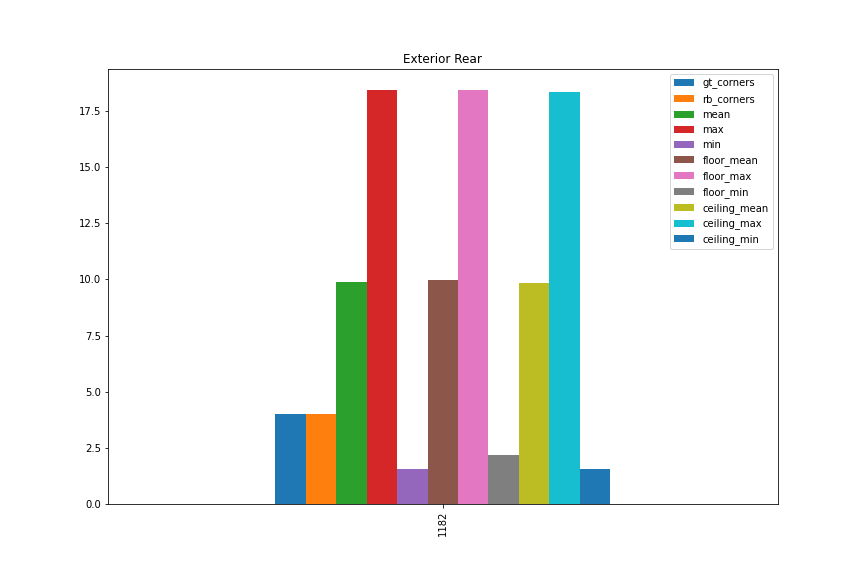 Exterior Rear
gt_corners
rb_corners
mean
max
min
floor_mean
floor_max
floor_min
ceiling_mean
ceiling_max
ceiling_min
17.5
15.0
12.5
10.0
7.5
5.0
2.5
0.0
1182